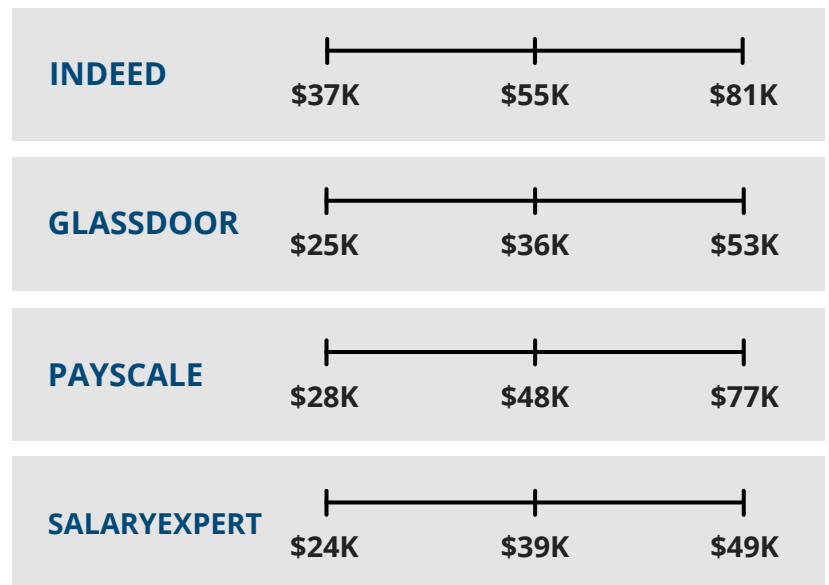 INDEED
$37K $55K $81K
GLASSDOOR
$25K $36K $53K
PAYSCALE
$28K $48K $77K
SALARYEXPERT
$24K $39K $49K